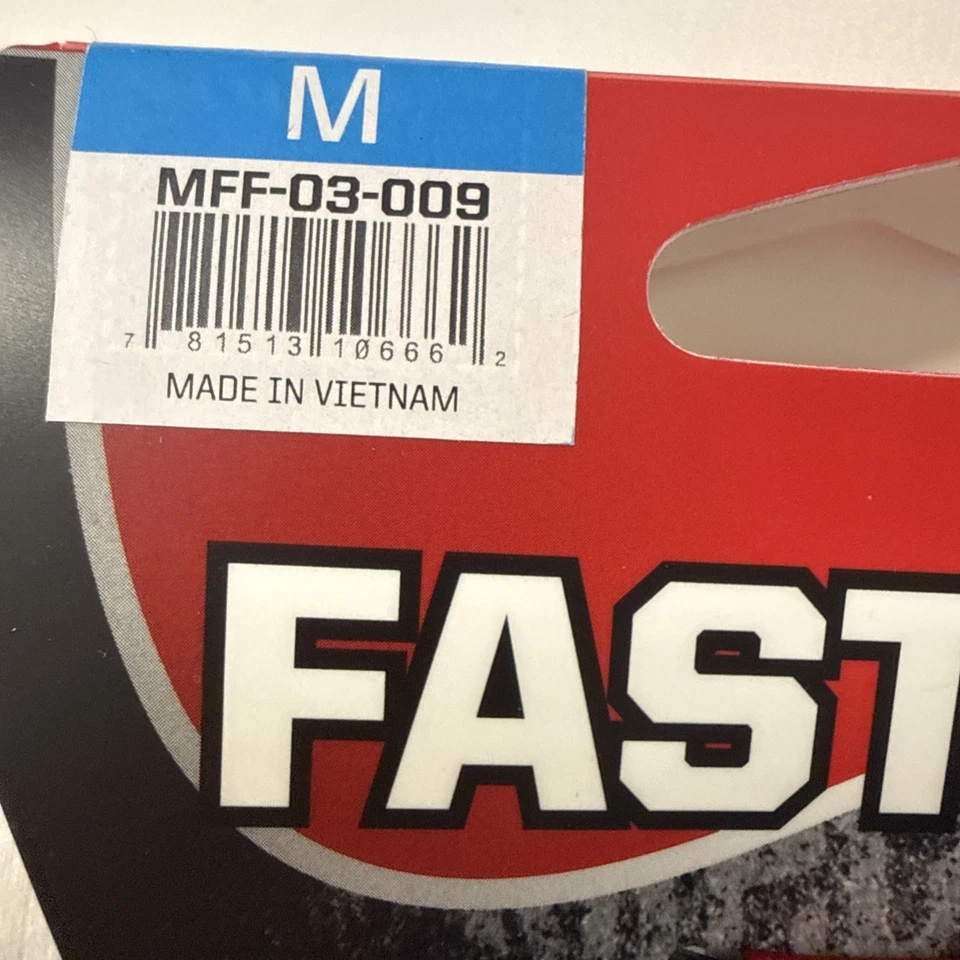 M
MFF-03-009
7 81513 10666 2
MADE IN VIETNAM
FAST